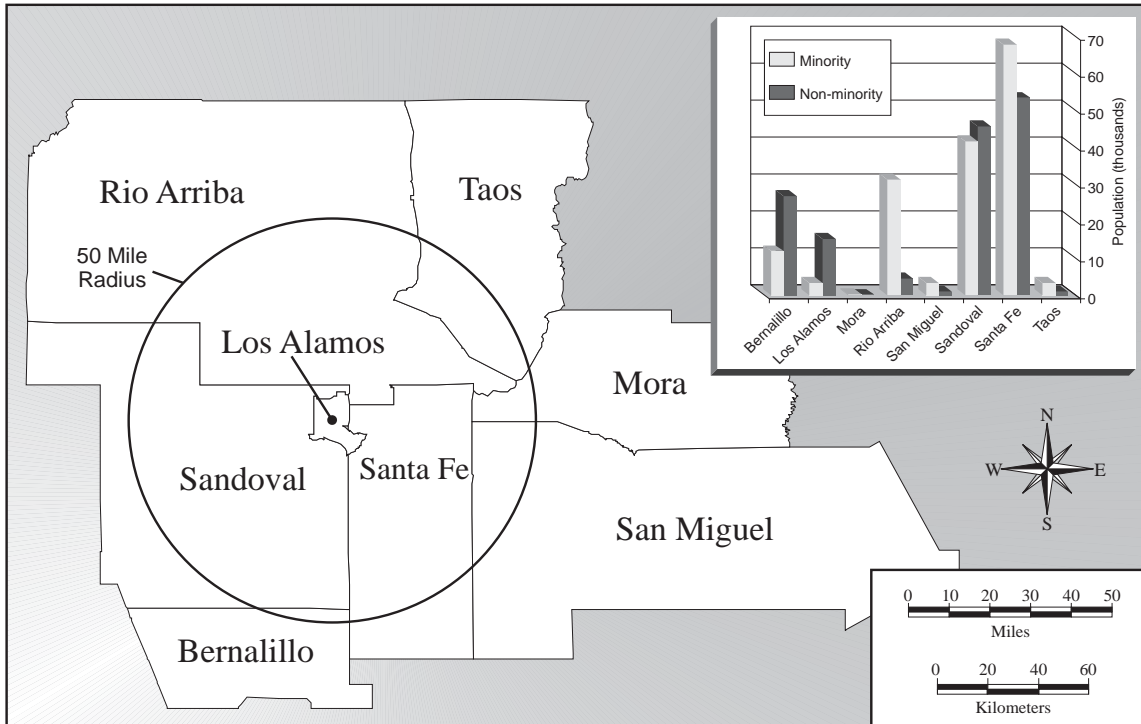 Minority
Non-minority
70
60
50
40
30
20
10
0
Population (thousands)
Bernalillo
Los Alamos
Mora
Rio Arriba
San Miguel
Sandoval
Santa Fe
Taos
Rio Arriba
Taos
50 Mile
Radius
Los Alamos
Mora
Sandoval
Santa Fe
San Miguel
Bernalillo
N
W E
S
0 10 20 30 40 50
Miles
0 20 40 60
Kilometers